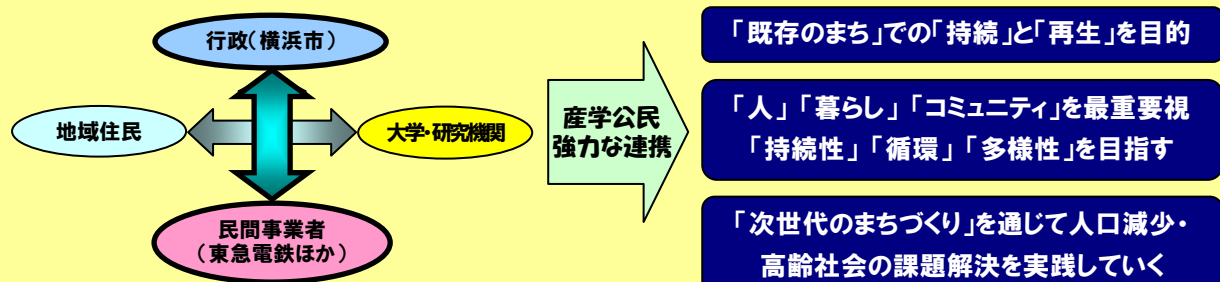 行政(横浜市)
地域住民
大学・研究機関
民間事業者
(東急電鉄ほか)
産学公民
強力な連携
「既存のまち」での「持続」と「再生」を目的
「人」「暮らし」「コミュニティ」を最重要視
「持続性」「循環」「多様性」を目指す
「次世代のまちづくり」を通じて人口減少・
高齢社会の課題解決を実践していく